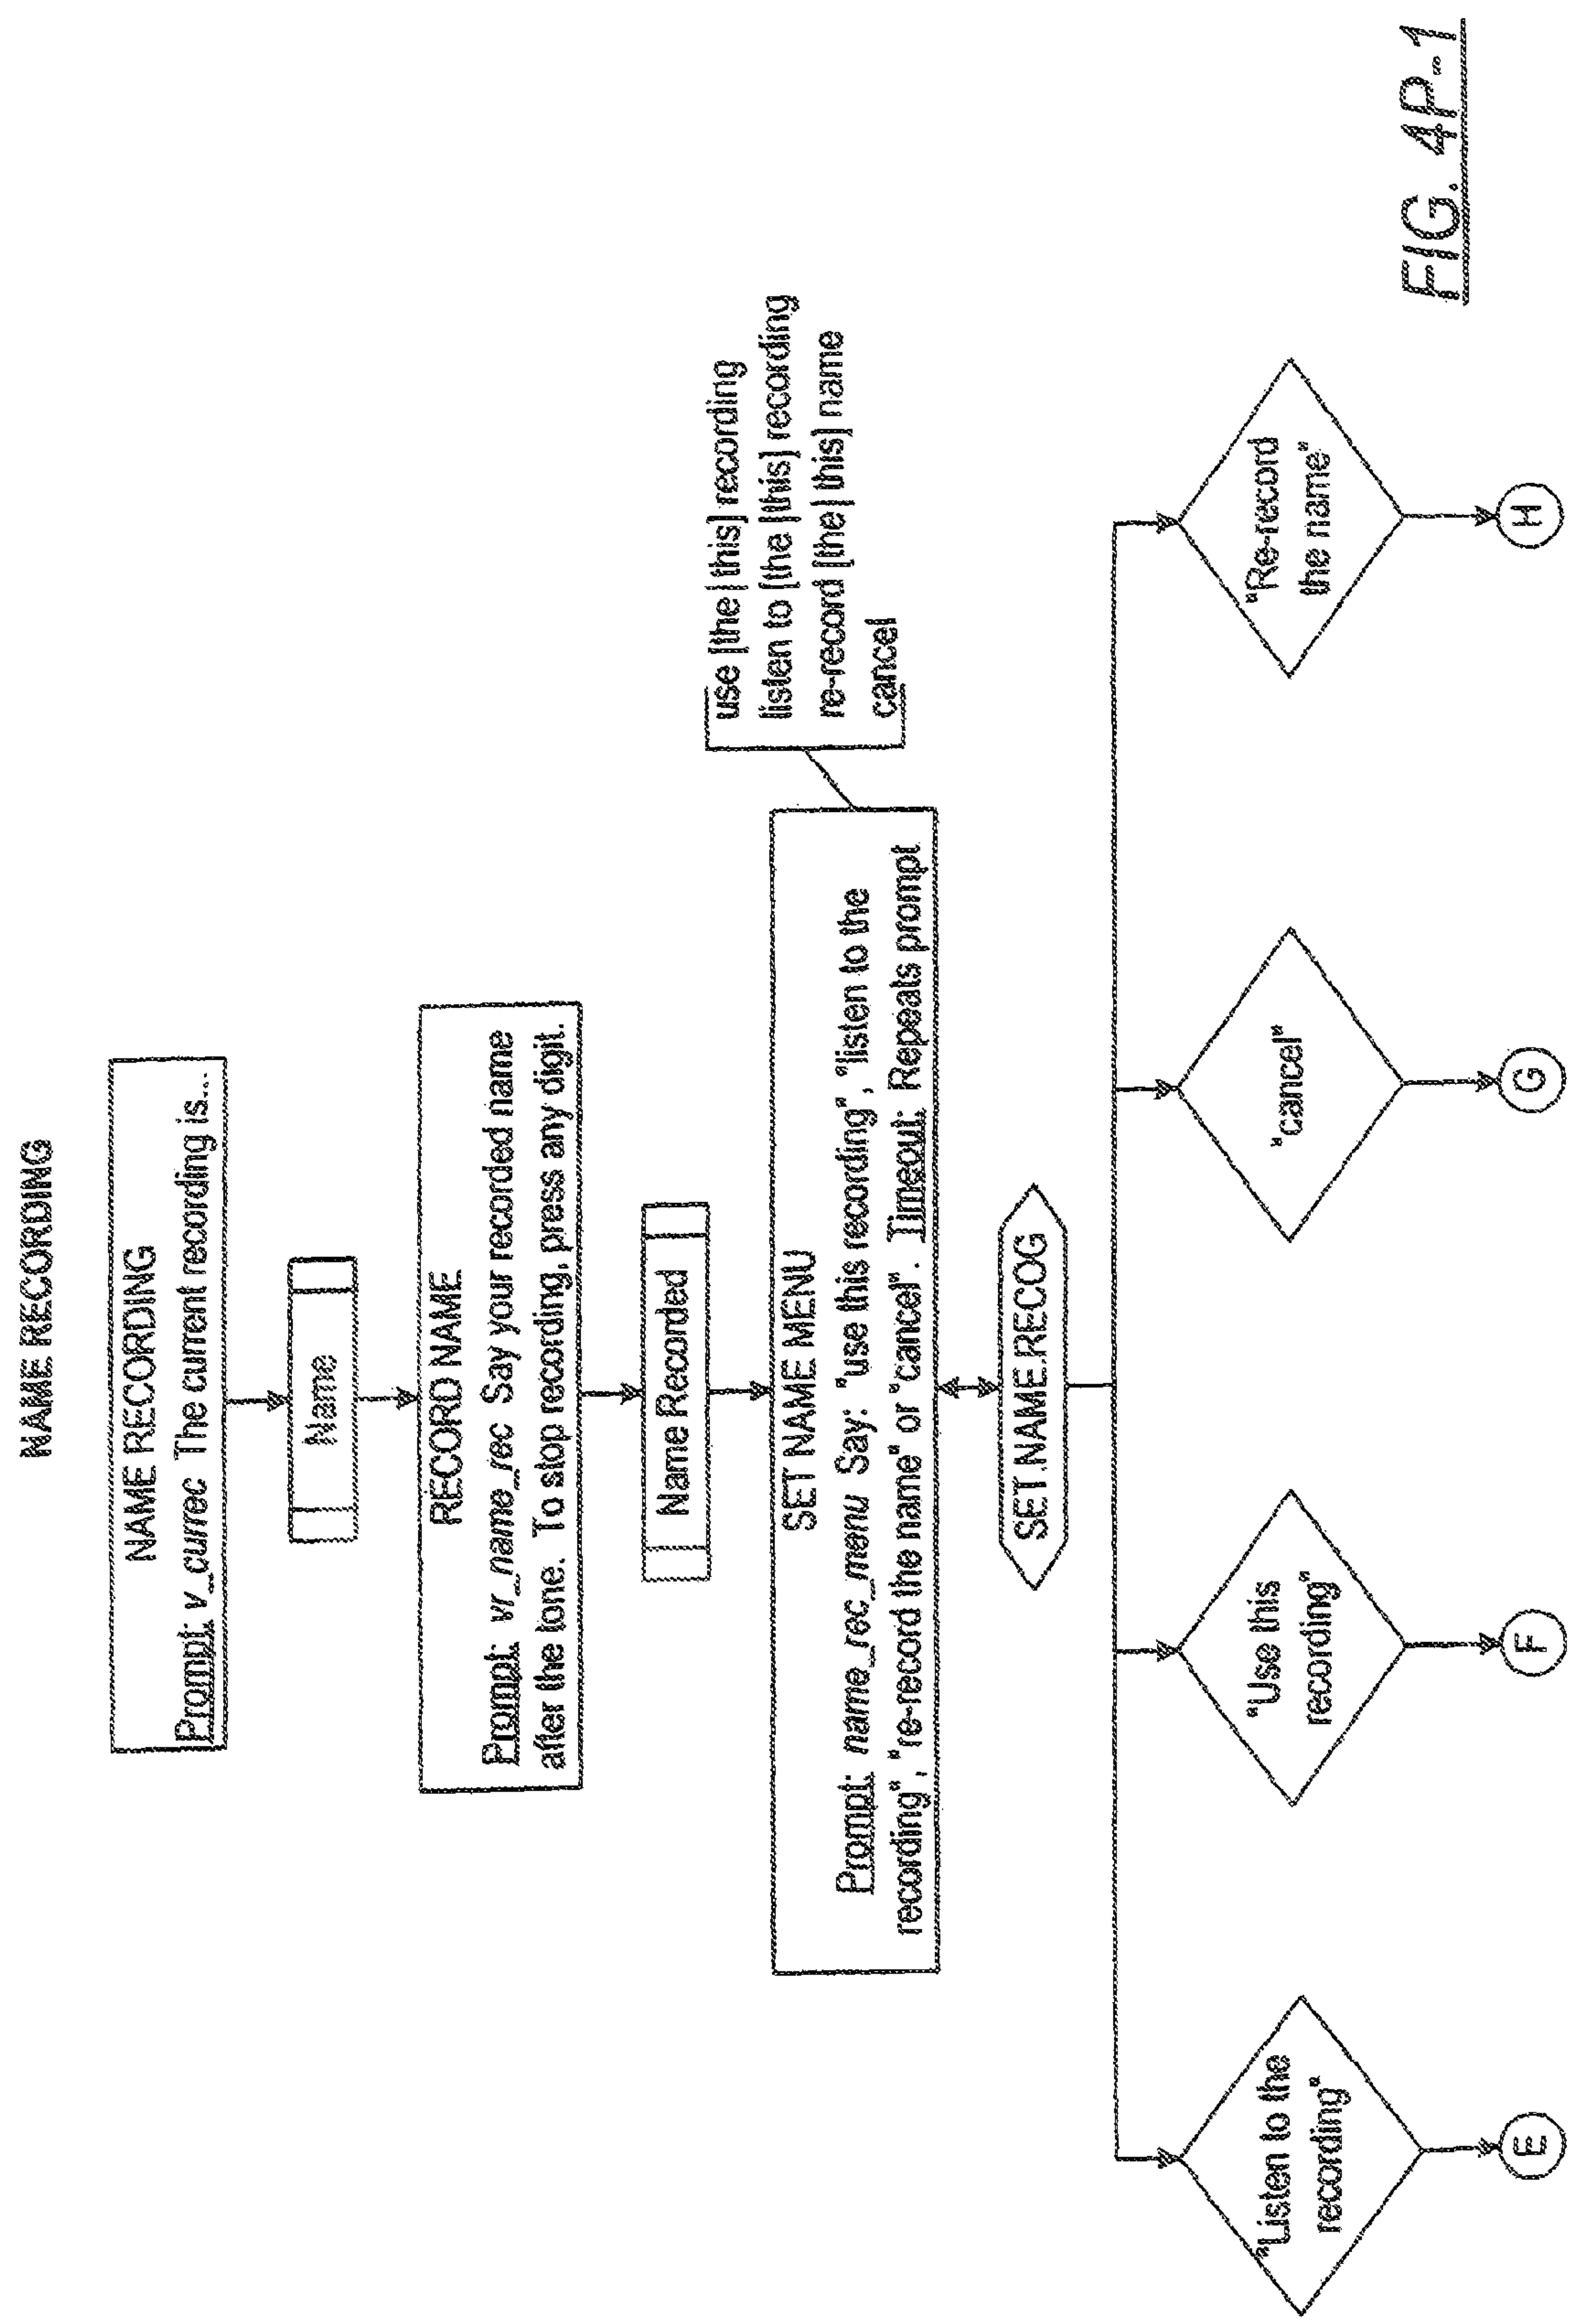 NAME RECORDING
NAME RECORDING
Prompt: v_currec The current recording is...
Name
RECORD NAME
Prompt: vr_name_rec Say your recorded name
after the tone. To stop recording, press any digit.
Name Recorded
use [the | this] recording
listen to [the | this] recording
re-record [the | this] name
cancel
SET NAME MENU
Prompt: name_rec_menu Say: "use this recording", "listen to the
recording", "re-record the name" or "cancel". Timeout: Repeats prompt
SET.NAME.RECOG
"Listen to the
recording"
"Use this
recording"
"cancel"
"Re-record
the name"
E
F
G
H
FIG. 4P-1